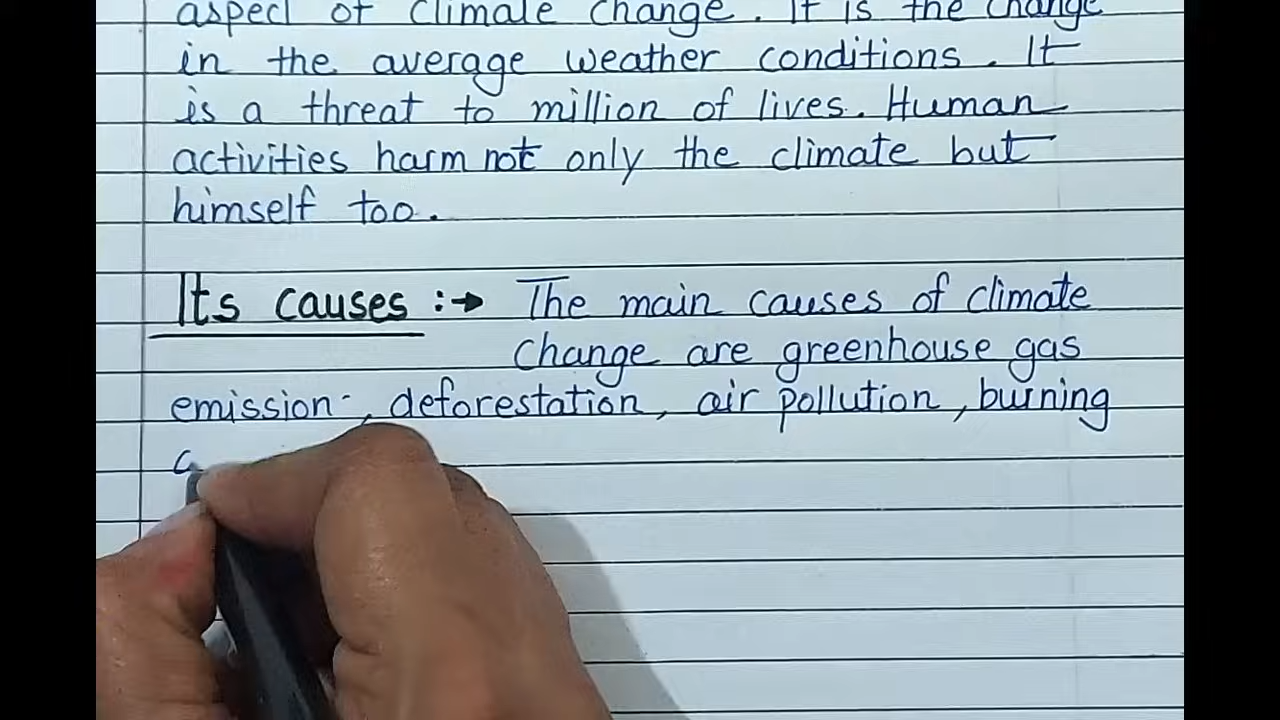 aspect of climate change. It is the change
in the average weather conditions. It
is a threat to million of lives. Human
activities harm not only the climate but
himself too.
Its causes :→ The main causes of climate
change are greenhouse gas
emission , deforestation, air pollution, burning